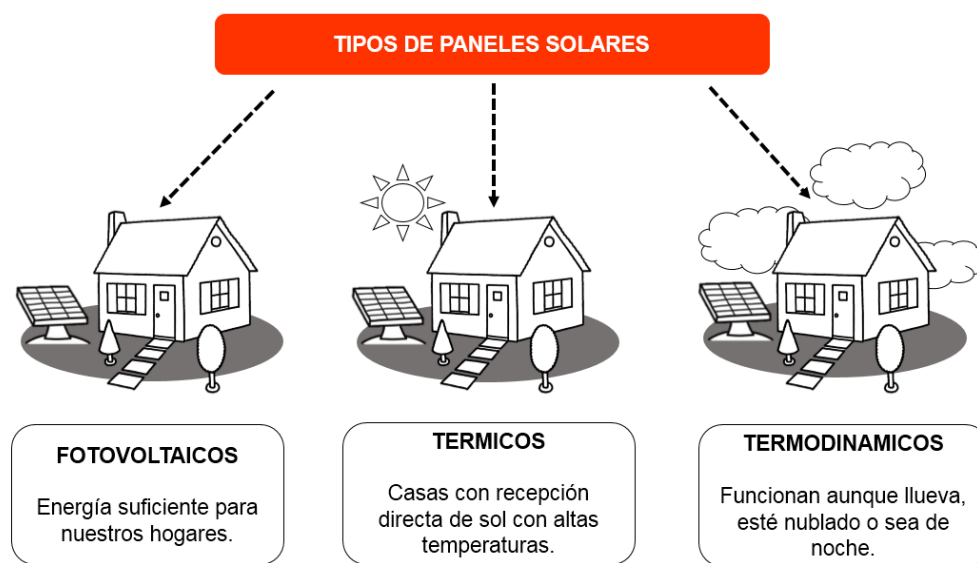 TIPOS DE PANELES SOLARES
FOTOVOLTAICOS
Energía suficiente para
nuestros hogares.
TERMICOS
Casas con recepción
directa de sol con altas
temperaturas.
TERMODINAMICOS
Funcionan aunque llueva,
esté nublado o sea de
noche.